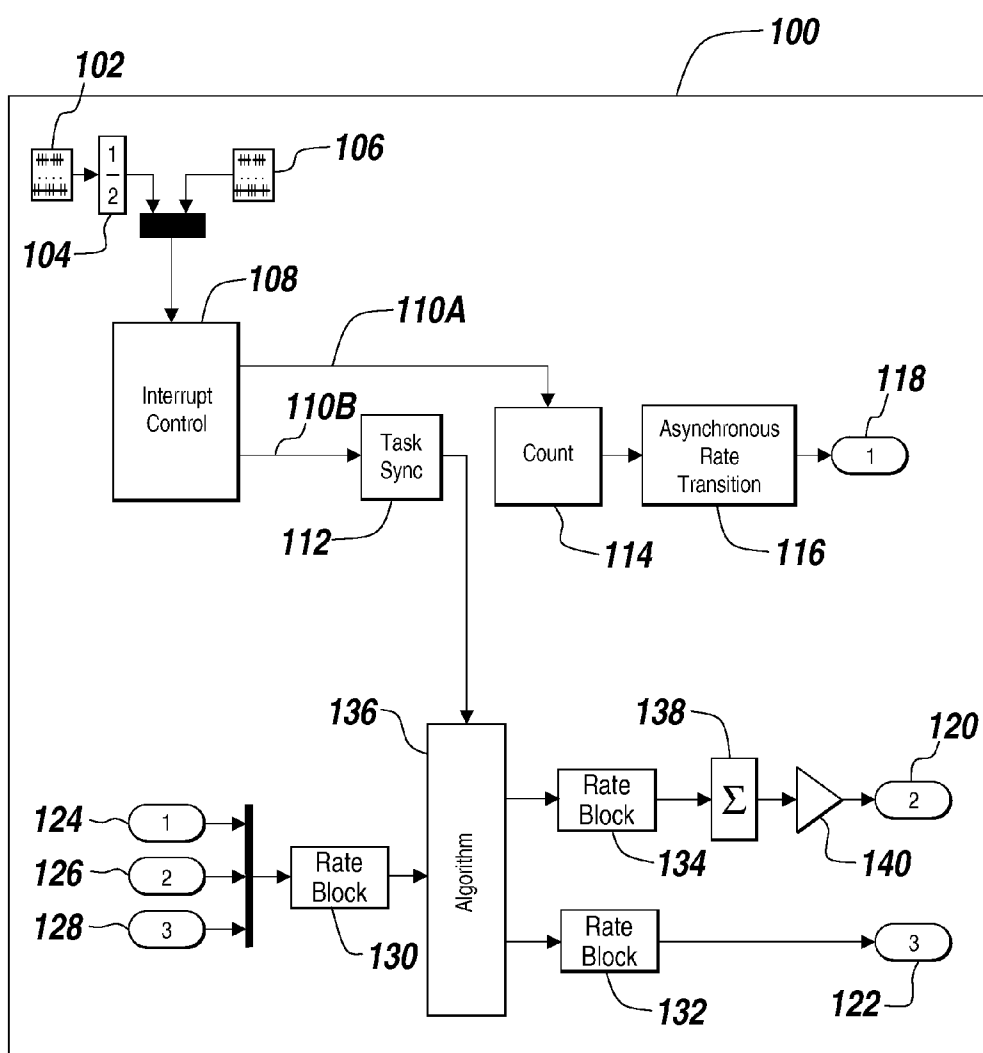 100
102
106
1
2
104
108
110A
Interrupt
Control
110B
Task
Sync
112
Count
114
Asynchronous
Rate
Transition
116
118
1
136
138
120
Rate
Block
134
Σ
140
2
124
1
126
2
128
3
Rate
Block
130
Algorithm
Rate
Block
132
3
122